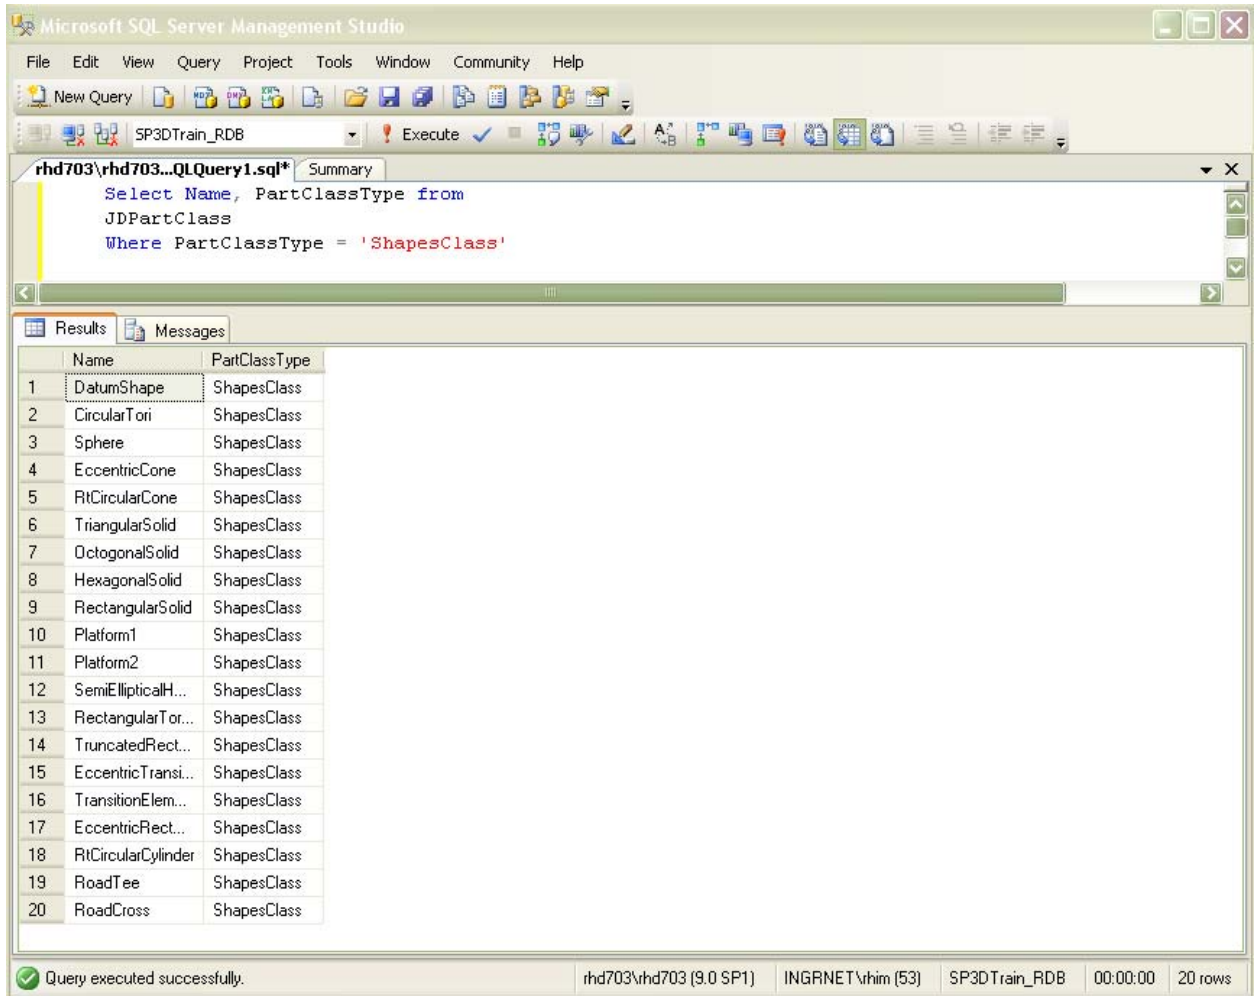 Microsoft SQL Server Management Studio
File Edit View Query Project Tools Window Community Help
New Query
SP3DTrain_RDB Execute
rhd703\rhd703...QLQuery1.sql* Summary
Select Name, PartClassType from
JDPartClass
Where PartClassType = 'ShapesClass'
Results Messages
Name PartClassType
1 DatumShape ShapesClass
2 CircularTori ShapesClass
3 Sphere ShapesClass
4 EccentricCone ShapesClass
5 RtCircularCone ShapesClass
6 TriangularSolid ShapesClass
7 OctogonalSolid ShapesClass
8 HexagonalSolid ShapesClass
9 RectangularSolid ShapesClass
10 Platform1 ShapesClass
11 Platform2 ShapesClass
12 SemiEllipticalH... ShapesClass
13 RectangularTor... ShapesClass
14 TruncatedRect... ShapesClass
15 EccentricTransi... ShapesClass
16 TransitionElem... ShapesClass
17 EccentricRect... ShapesClass
18 RtCircularCylinder ShapesClass
19 RoadTee ShapesClass
20 RoadCross ShapesClass
Query executed successfully. rhd703\rhd703 (9.0 SP1) INGRNET\rhim (53) SP3DTrain_RDB 00:00:00 20 rows